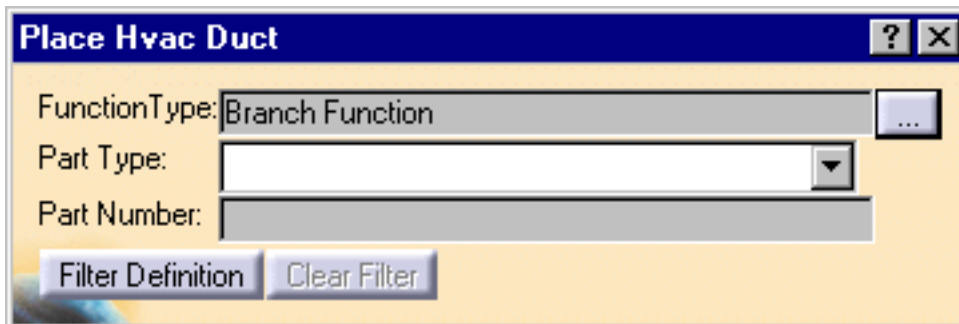 Place Hvac Duct ? X
FunctionType: Branch Function ...
Part Type:
Part Number:
Filter Definition Clear Filter